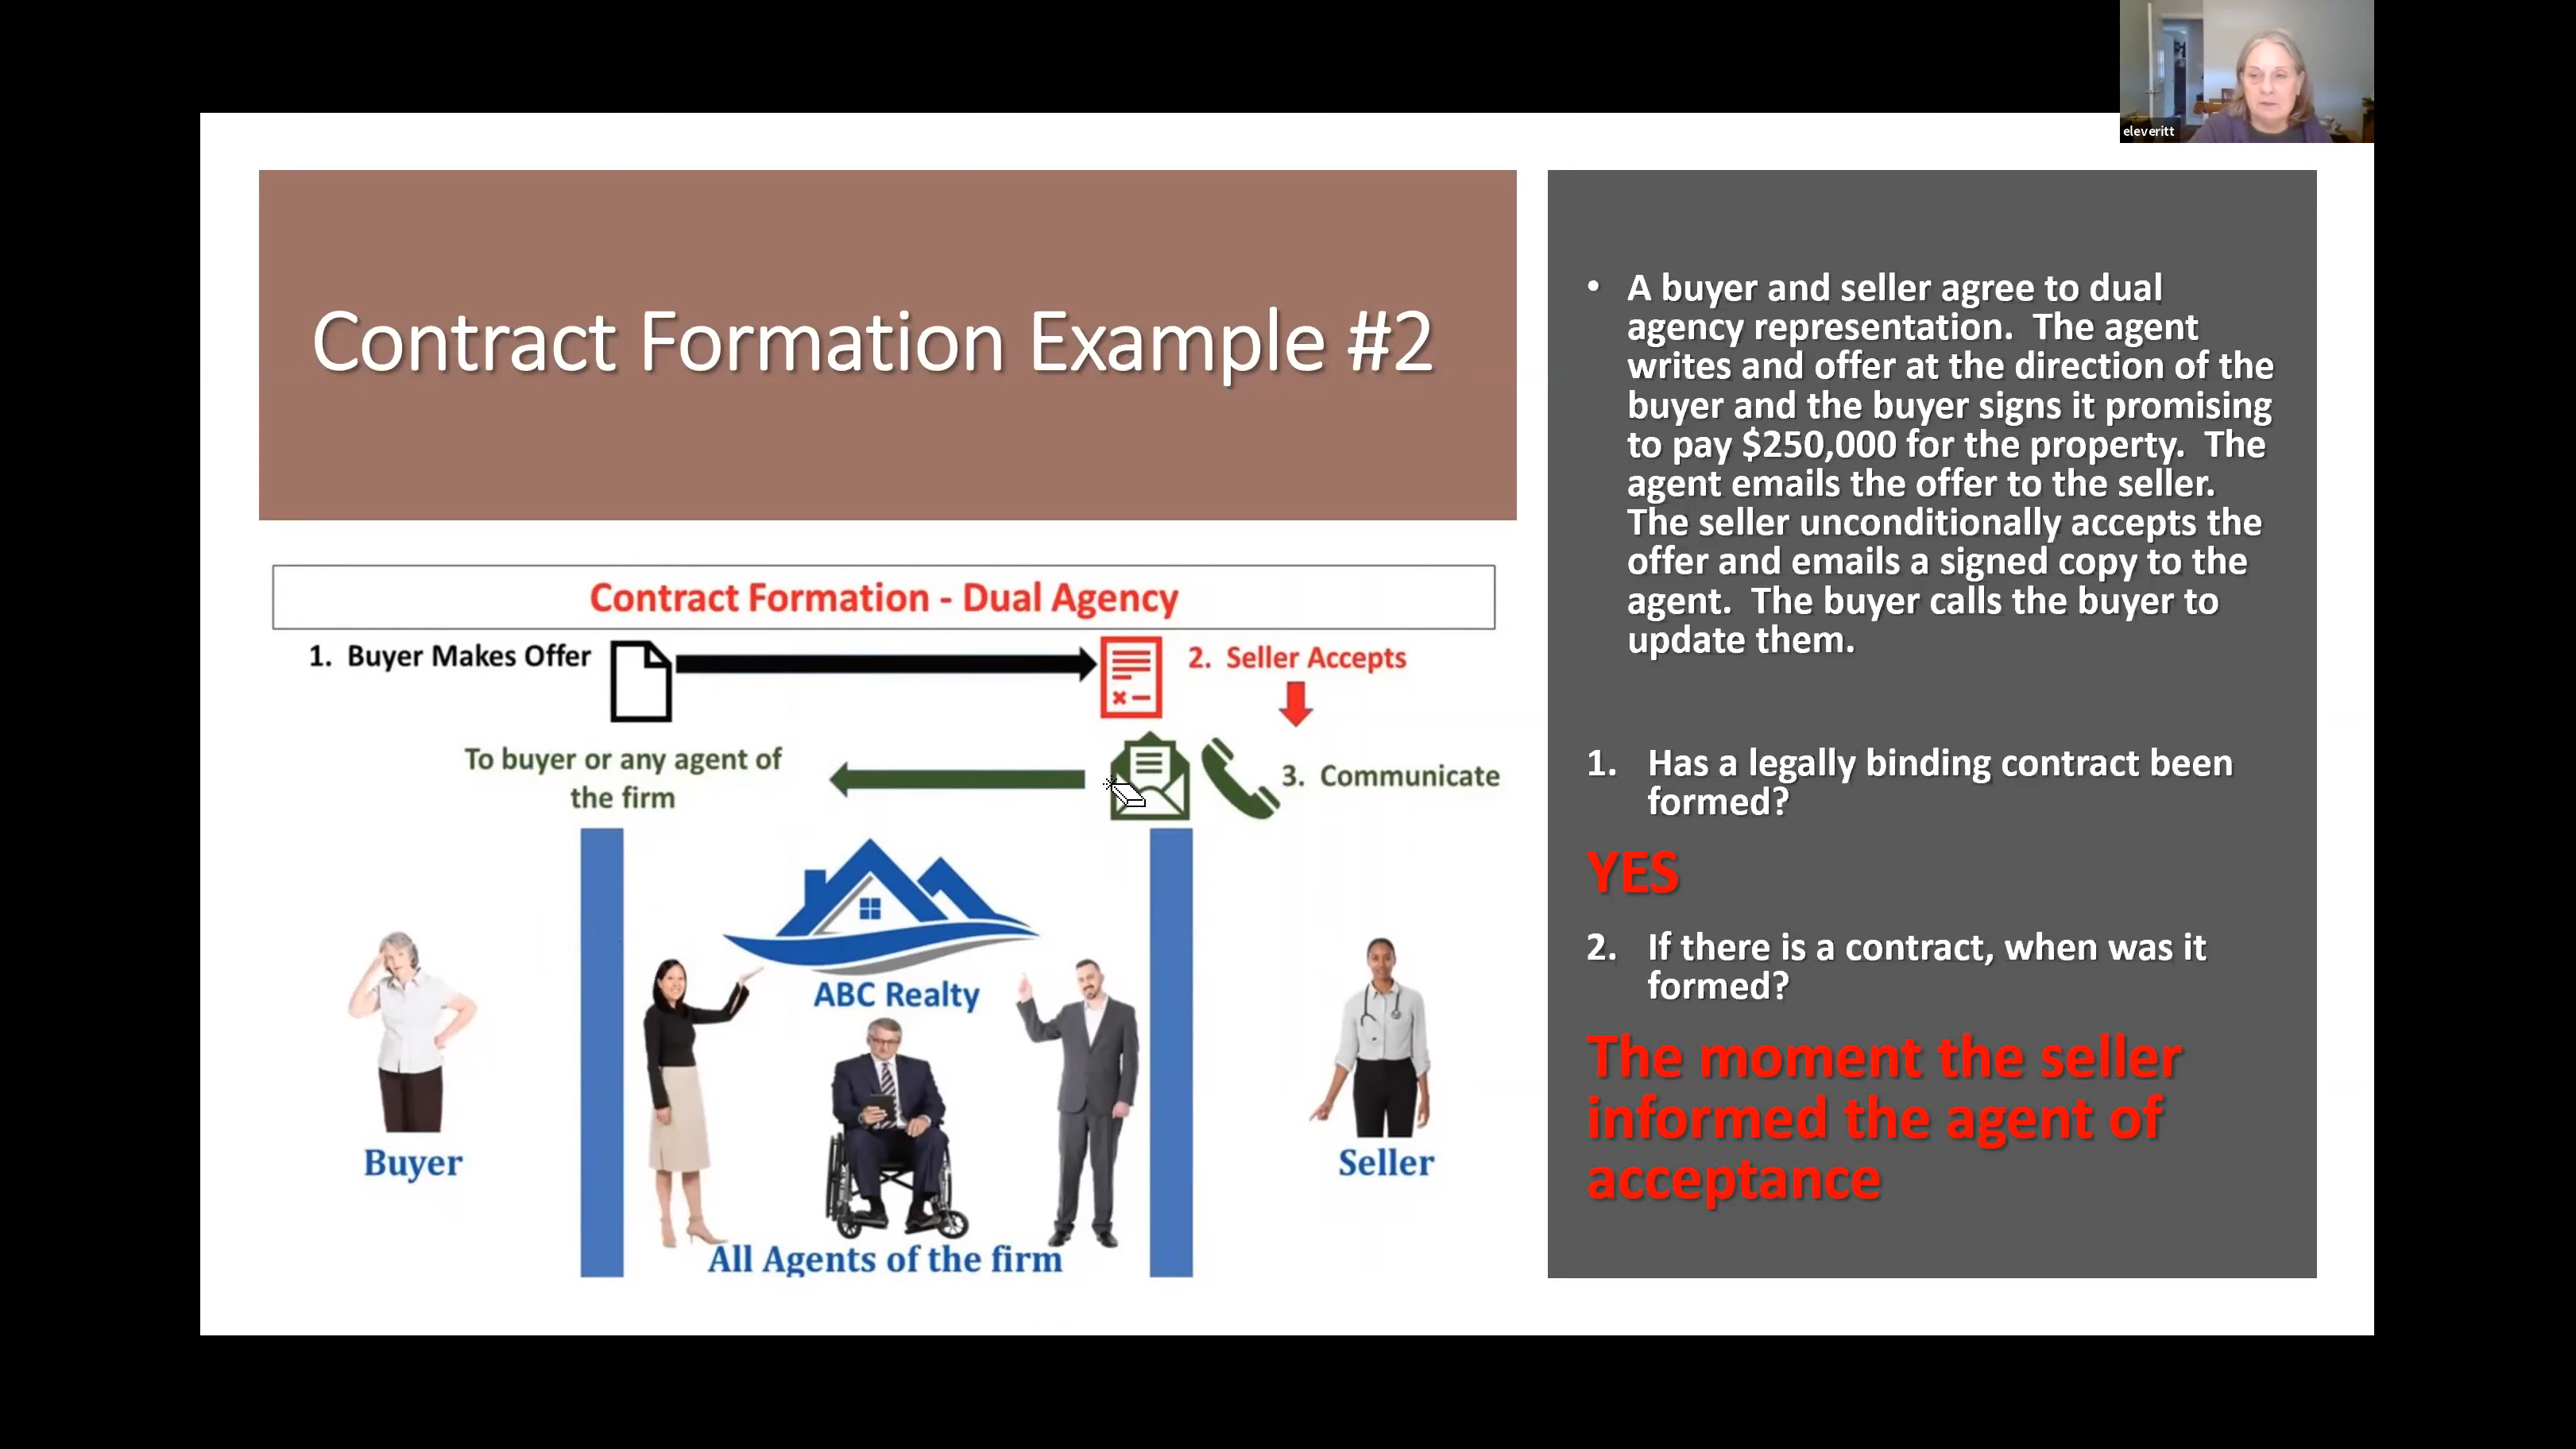 eleveritt
Contract Formation Example #2
Contract Formation - Dual Agency
1. Buyer Makes Offer
2. Seller Accepts
To buyer or any agent of
the firm
3. Communicate
ABC Realty
Buyer
Seller
All Agents of the firm
• A buyer and seller agree to dual
agency representation. The agent
writes and offer at the direction of the
buyer and the buyer signs it promising
to pay $250,000 for the property. The
agent emails the offer to the seller.
The seller unconditionally accepts the
offer and emails a signed copy to the
agent. The buyer calls the buyer to
update them.
1. Has a legally binding contract been
formed?
YES
2. If there is a contract, when was it
formed?
The moment the seller
informed the agent of
acceptance